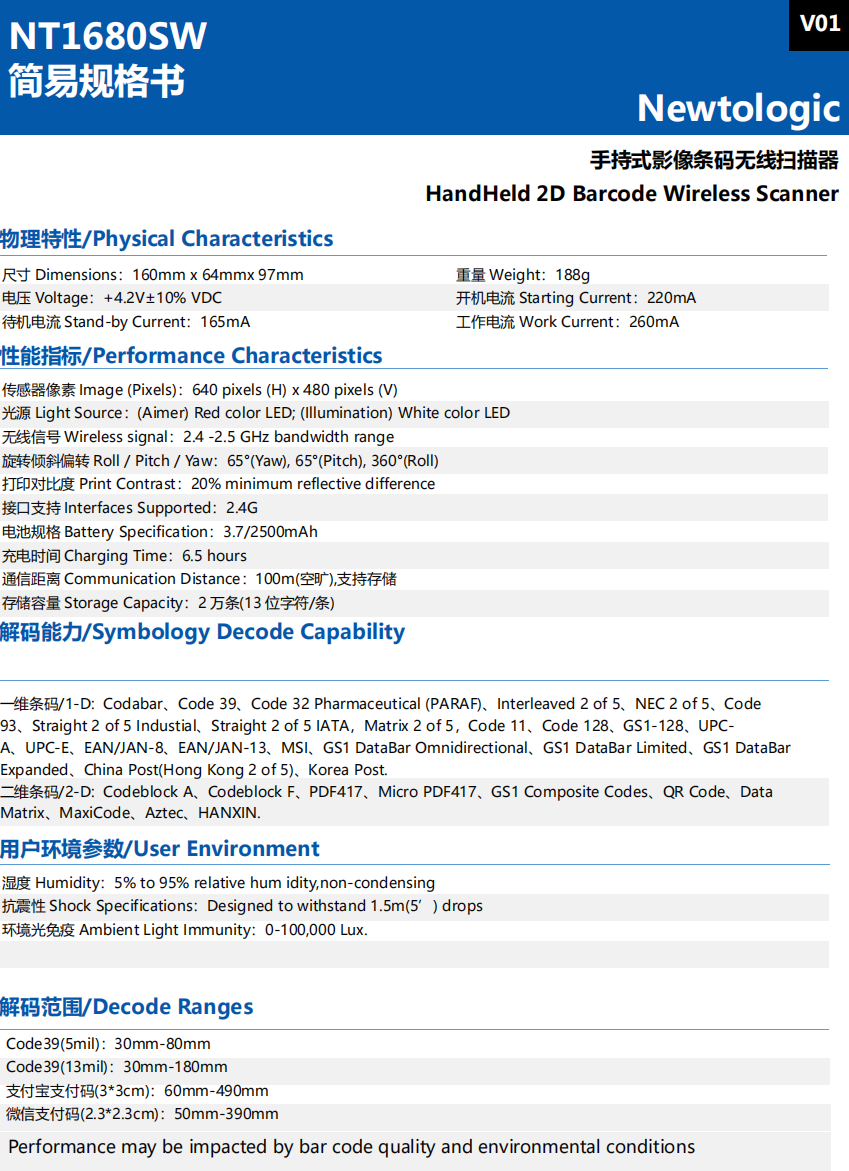 NT1680SW
V01
简易规格书
Newtologic
手持式影像条码无线扫描器
HandHeld 2D Barcode Wireless Scanner
物理特性/Physical Characteristics
尺寸 Dimensions：160mm x 64mmx 97mm
重量 Weight：188g
电压 Voltage：+4.2V±10% VDC
开机电流 Starting Current：220mA
待机电流 Stand-by Current：165mA
工作电流 Work Current：260mA
性能指标/Performance Characteristics
传感器像素 Image (Pixels)：640 pixels (H) x 480 pixels (V)
光源 Light Source：(Aimer) Red color LED; (Illumination) White color LED
无线信号 Wireless signal：2.4 -2.5 GHz bandwidth range
旋转倾斜偏转 Roll / Pitch / Yaw：65°(Yaw), 65°(Pitch), 360°(Roll)
打印对比度 Print Contrast：20% minimum reflective difference
接口支持 Interfaces Supported：2.4G
电池规格 Battery Specification：3.7/2500mAh
充电时间 Charging Time：6.5 hours
通信距离 Communication Distance：100m(空旷),支持存储
存储容量 Storage Capacity：2 万条(13 位字符/条)
解码能力/Symbology Decode Capability
一维条码/1-D: Codabar、Code 39、Code 32 Pharmaceutical (PARAF)、Interleaved 2 of 5、NEC 2 of 5、Code
93、Straight 2 of 5 Industial、Straight 2 of 5 IATA，Matrix 2 of 5，Code 11、Code 128、GS1-128、UPC-
A、UPC-E、EAN/JAN-8、EAN/JAN-13、MSI、GS1 DataBar Omnidirectional、GS1 DataBar Limited、GS1 DataBar
Expanded、China Post(Hong Kong 2 of 5)、Korea Post.
二维条码/2-D: Codeblock A、Codeblock F、PDF417、Micro PDF417、GS1 Composite Codes、QR Code、Data
Matrix、MaxiCode、Aztec、HANXIN.
用户环境参数/User Environment
湿度 Humidity：5% to 95% relative hum idity,non-condensing
抗震性 Shock Specifications：Designed to withstand 1.5m(5′) drops
环境光免疫 Ambient Light Immunity：0-100,000 Lux.
解码范围/Decode Ranges
Code39(5mil)：30mm-80mm
Code39(13mil)：30mm-180mm
支付宝支付码(3*3cm)：60mm-490mm
微信支付码(2.3*2.3cm)：50mm-390mm
Performance may be impacted by bar code quality and environmental conditions